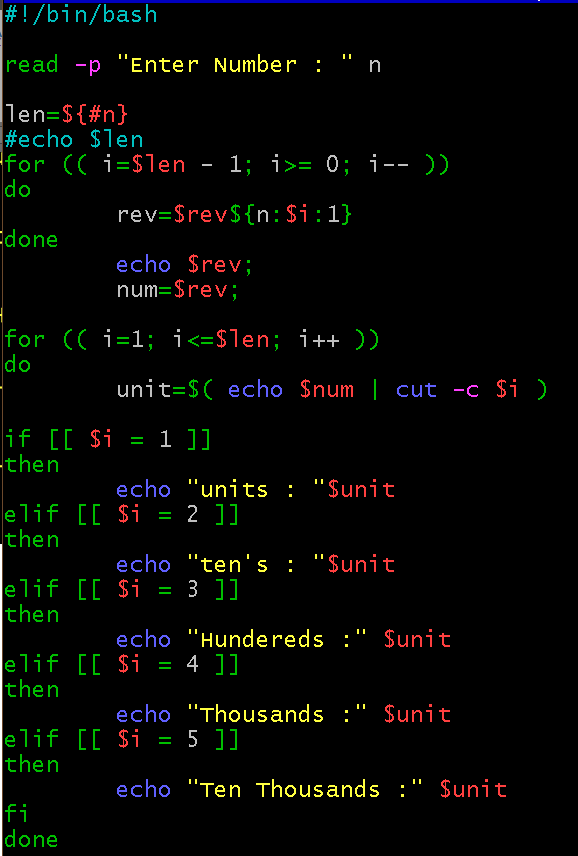 #!/bin/bash
read -p "Enter Number : " n
len=${#n}
#echo $len
for (( i=$len - 1; i>= 0; i-- ))
do
rev=$rev${n:$i:1}
done
echo $rev;
num=$rev;
for (( i=1; i<=$len; i++ ))
do
unit=$( echo $num | cut -c $i )
if [[ $i = 1 ]]
then
echo "units : "$unit
elif [[ $i = 2 ]]
then
echo "ten's : "$unit
elif [[ $i = 3 ]]
then
echo "Hundereds :" $unit
elif [[ $i = 4 ]]
then
echo "Thousands :" $unit
elif [[ $i = 5 ]]
then
echo "Ten Thousands :" $unit
fi
done